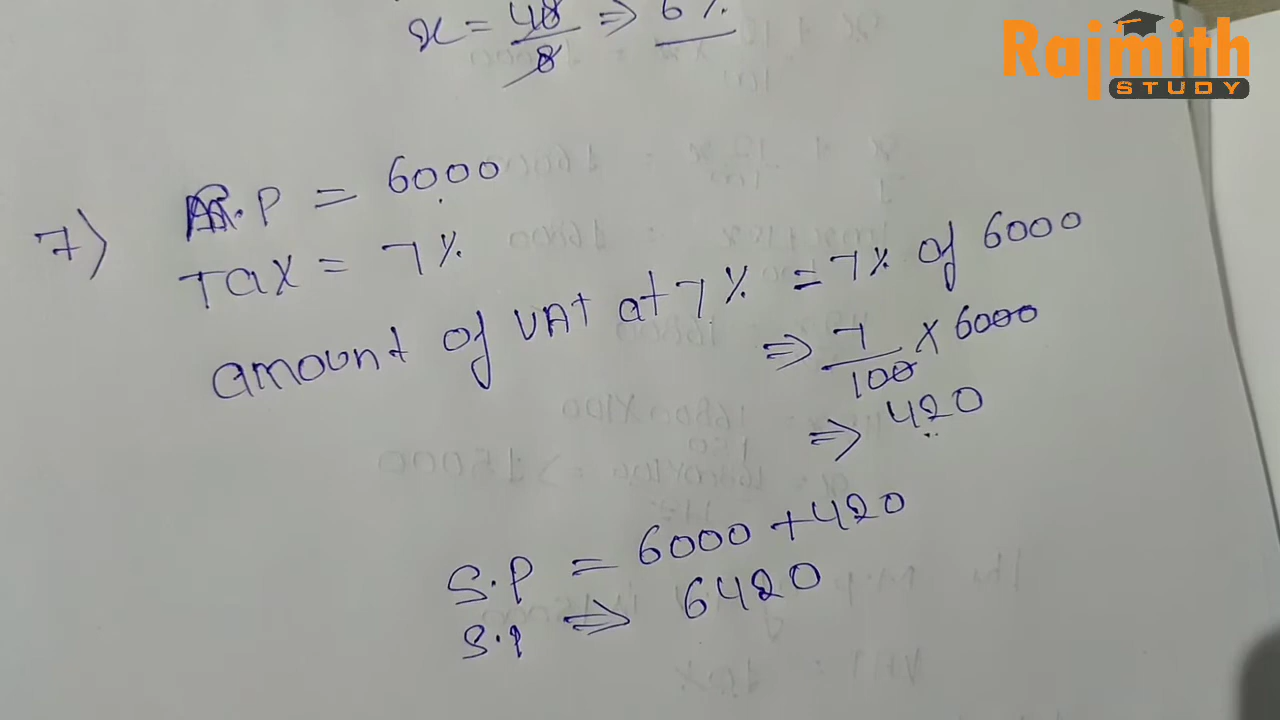 x = 48/8 ⇒ 6%
Rajmith
STUDY
7) .P = 6000
Tax = 7%
amount of VAT at 7% = 7% of 6000
⇒ 7/100 × 6000
⇒ 420
S.P = 6000 + 420
S.P ⇒ 6420